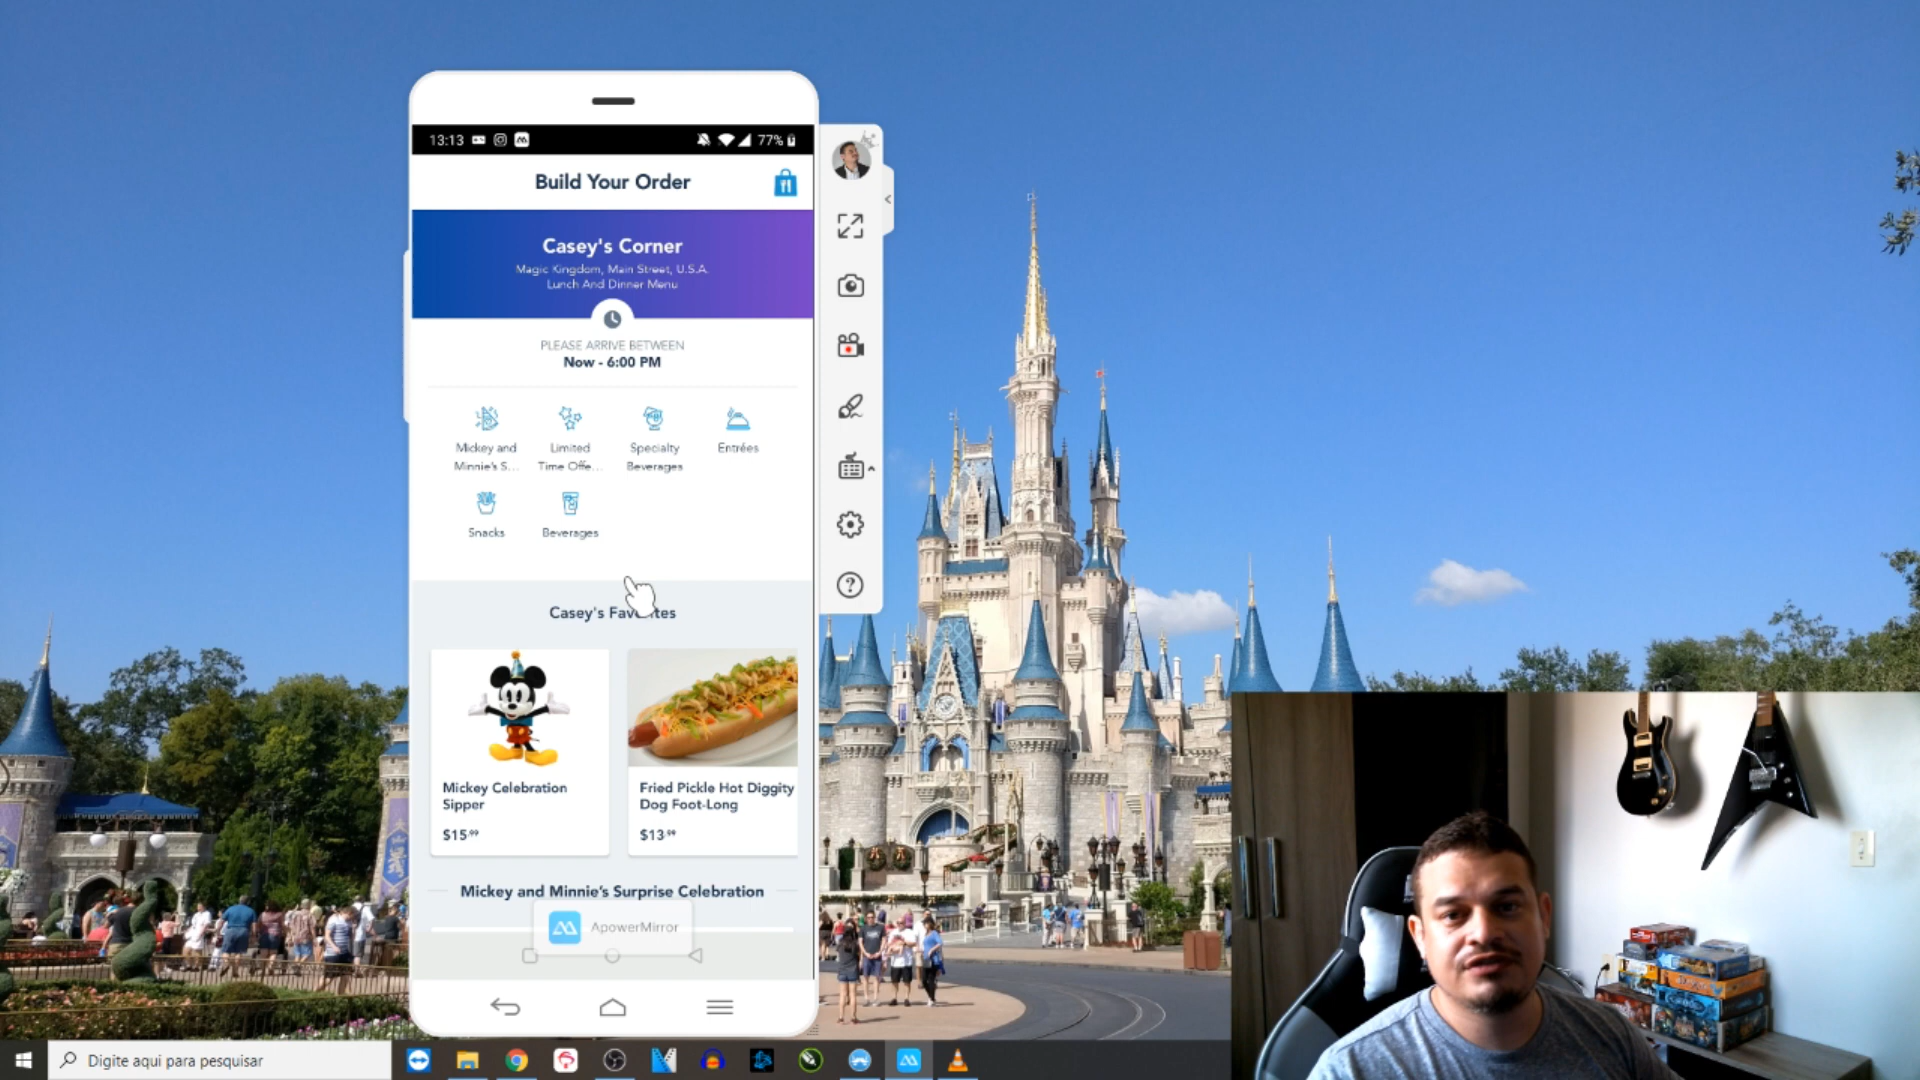 13:13
77%
Build Your Order
Casey's Corner
Magic Kingdom, Main Street, U.S.A.
Lunch And Dinner Menu
PLEASE ARRIVE BETWEEN
Now - 6:00 PM
Mickey and
Minnie's S...
Limited
Time Offe...
Specialty
Beverages
Entrées
Snacks
Beverages
Casey's
Mickey Celebration
Sipper
$15.99
Fried Pickle Hot Diggity
Dog Foot-Long
$13.99
Mickey and Minnie's Surprise Celebration
ApowerMirror
Digite aqui para pesquisar